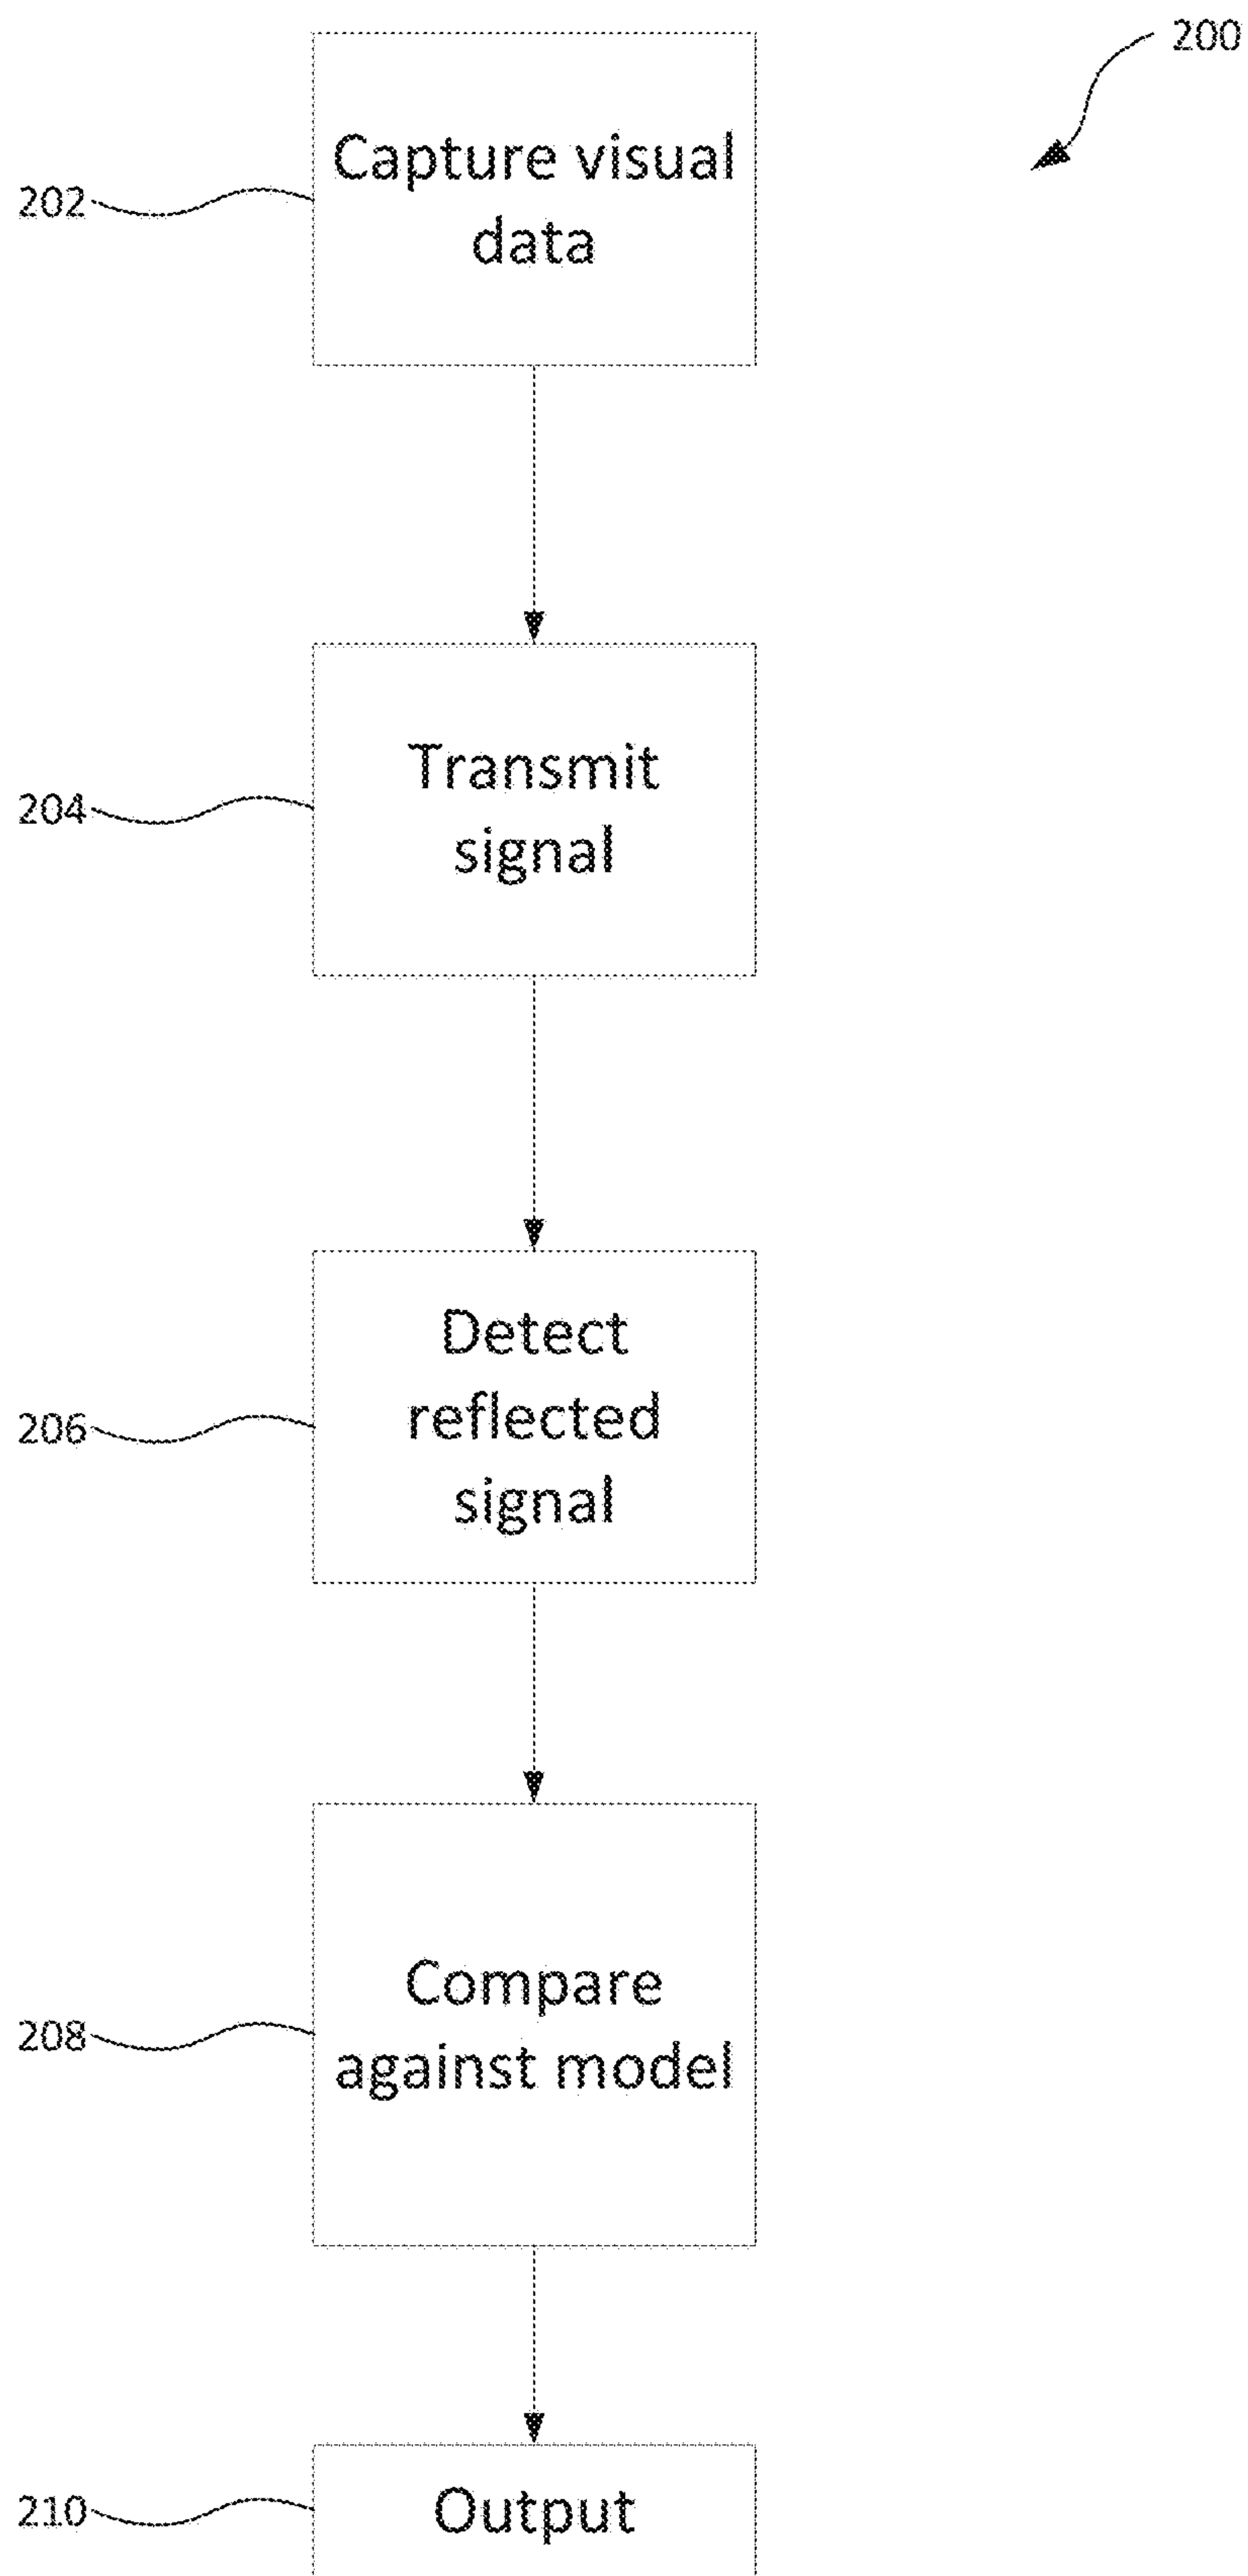 200
Capture visual
data
202
Transmit
signal
204
Detect
reflected
signal
206
Compare
against model
208
Output
210